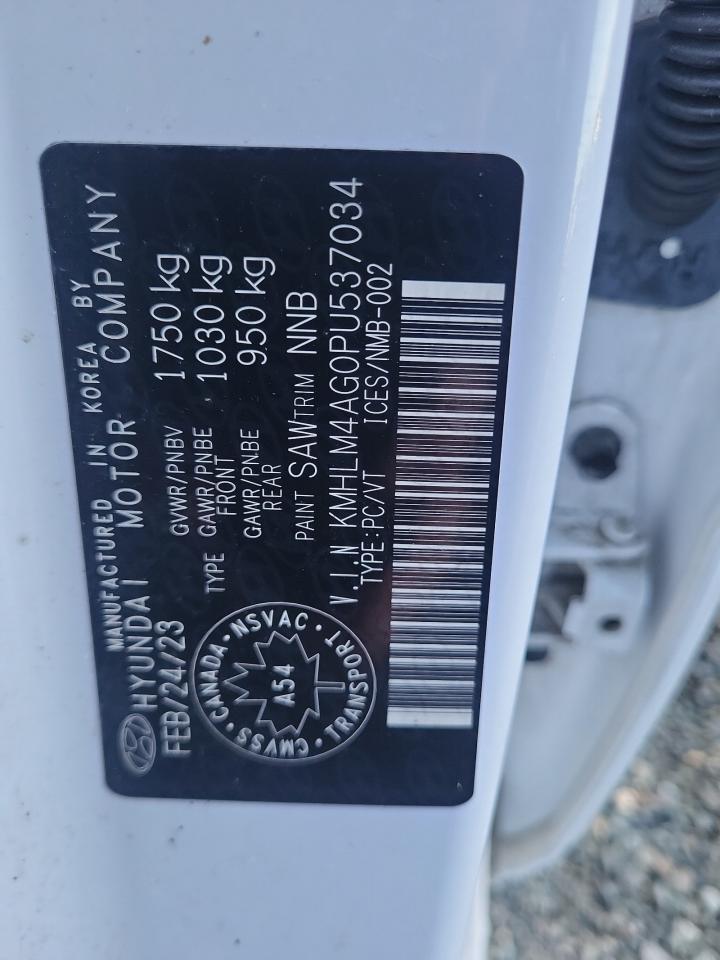 MANUFACTURED IN KOREA BY
HYUNDAI MOTOR COMPANY
FEB/24/23
GVWR/PNBV 1750 kg
TYPE GAWR/PNBE FRONT 1030 kg
GAWR/PNBE REAR 950 kg
PAINT SAW TRIM NNB
CANADA · NSVAC · TRANSPORT · CMVSS
A54
V.I.N KMHLM4AG0PU537034
TYPE:PC/VT ICES/NMB-002